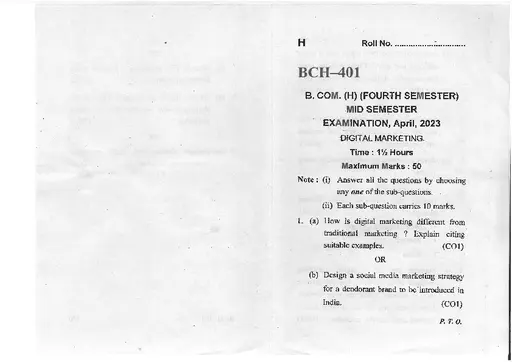 H Roll No. ..............................
BCH–401
B. COM. (H) (FOURTH SEMESTER)
MID SEMESTER
EXAMINATION, April, 2023
DIGITAL MARKETING
Time : 1½ Hours
Maximum Marks : 50
Note : (i) Answer all the questions by choosing
any one of the sub-questions.
(ii) Each sub-question carries 10 marks.
1. (a) How is digital marketing different from
traditional marketing ? Explain citing
suitable examples. (CO1)
OR
(b) Design a social media marketing strategy
for a deodorant brand to be introduced in
India. (CO1)
P. T. O.